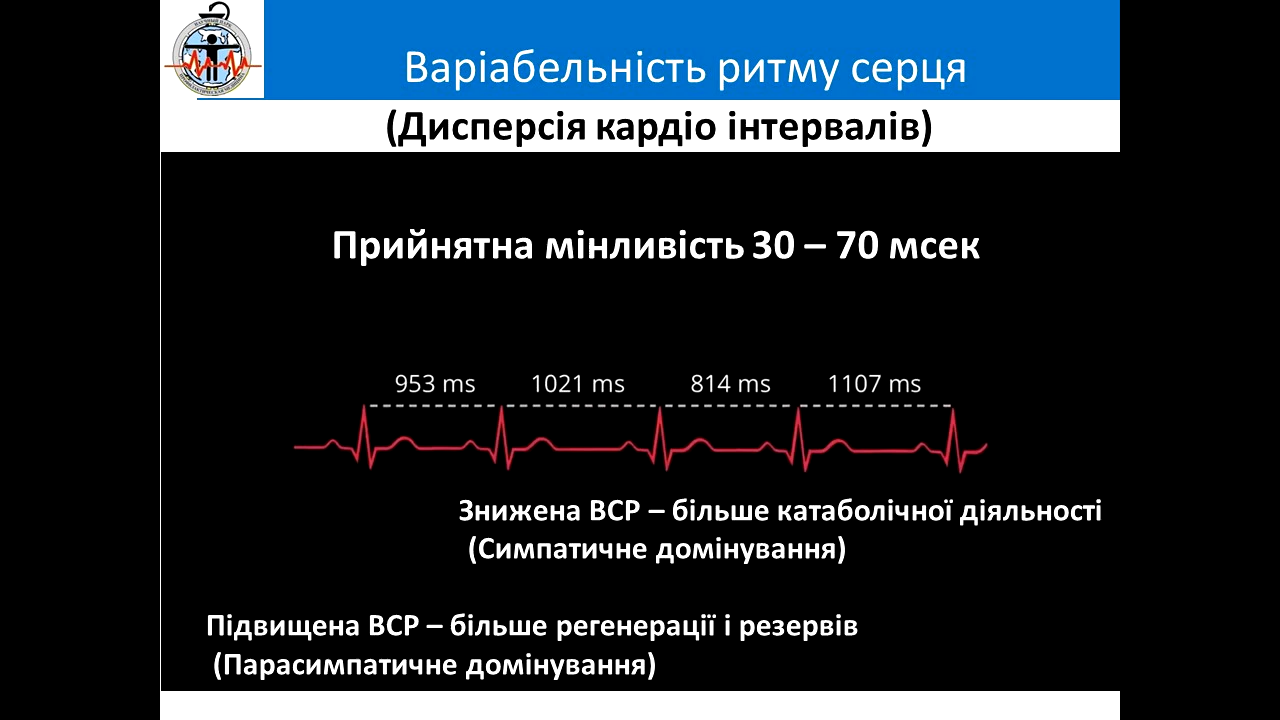 Варіабельність ритму серця
(Дисперсія кардіо інтервалів)
Прийнятна мінливість 30 – 70 мсек
953 ms 1021 ms 814 ms 1107 ms
Знижена ВСР – більше катаболічної діяльності
(Симпатичне домінування)
Підвищена ВСР – більше регенерації і резервів
(Парасимпатичне домінування)